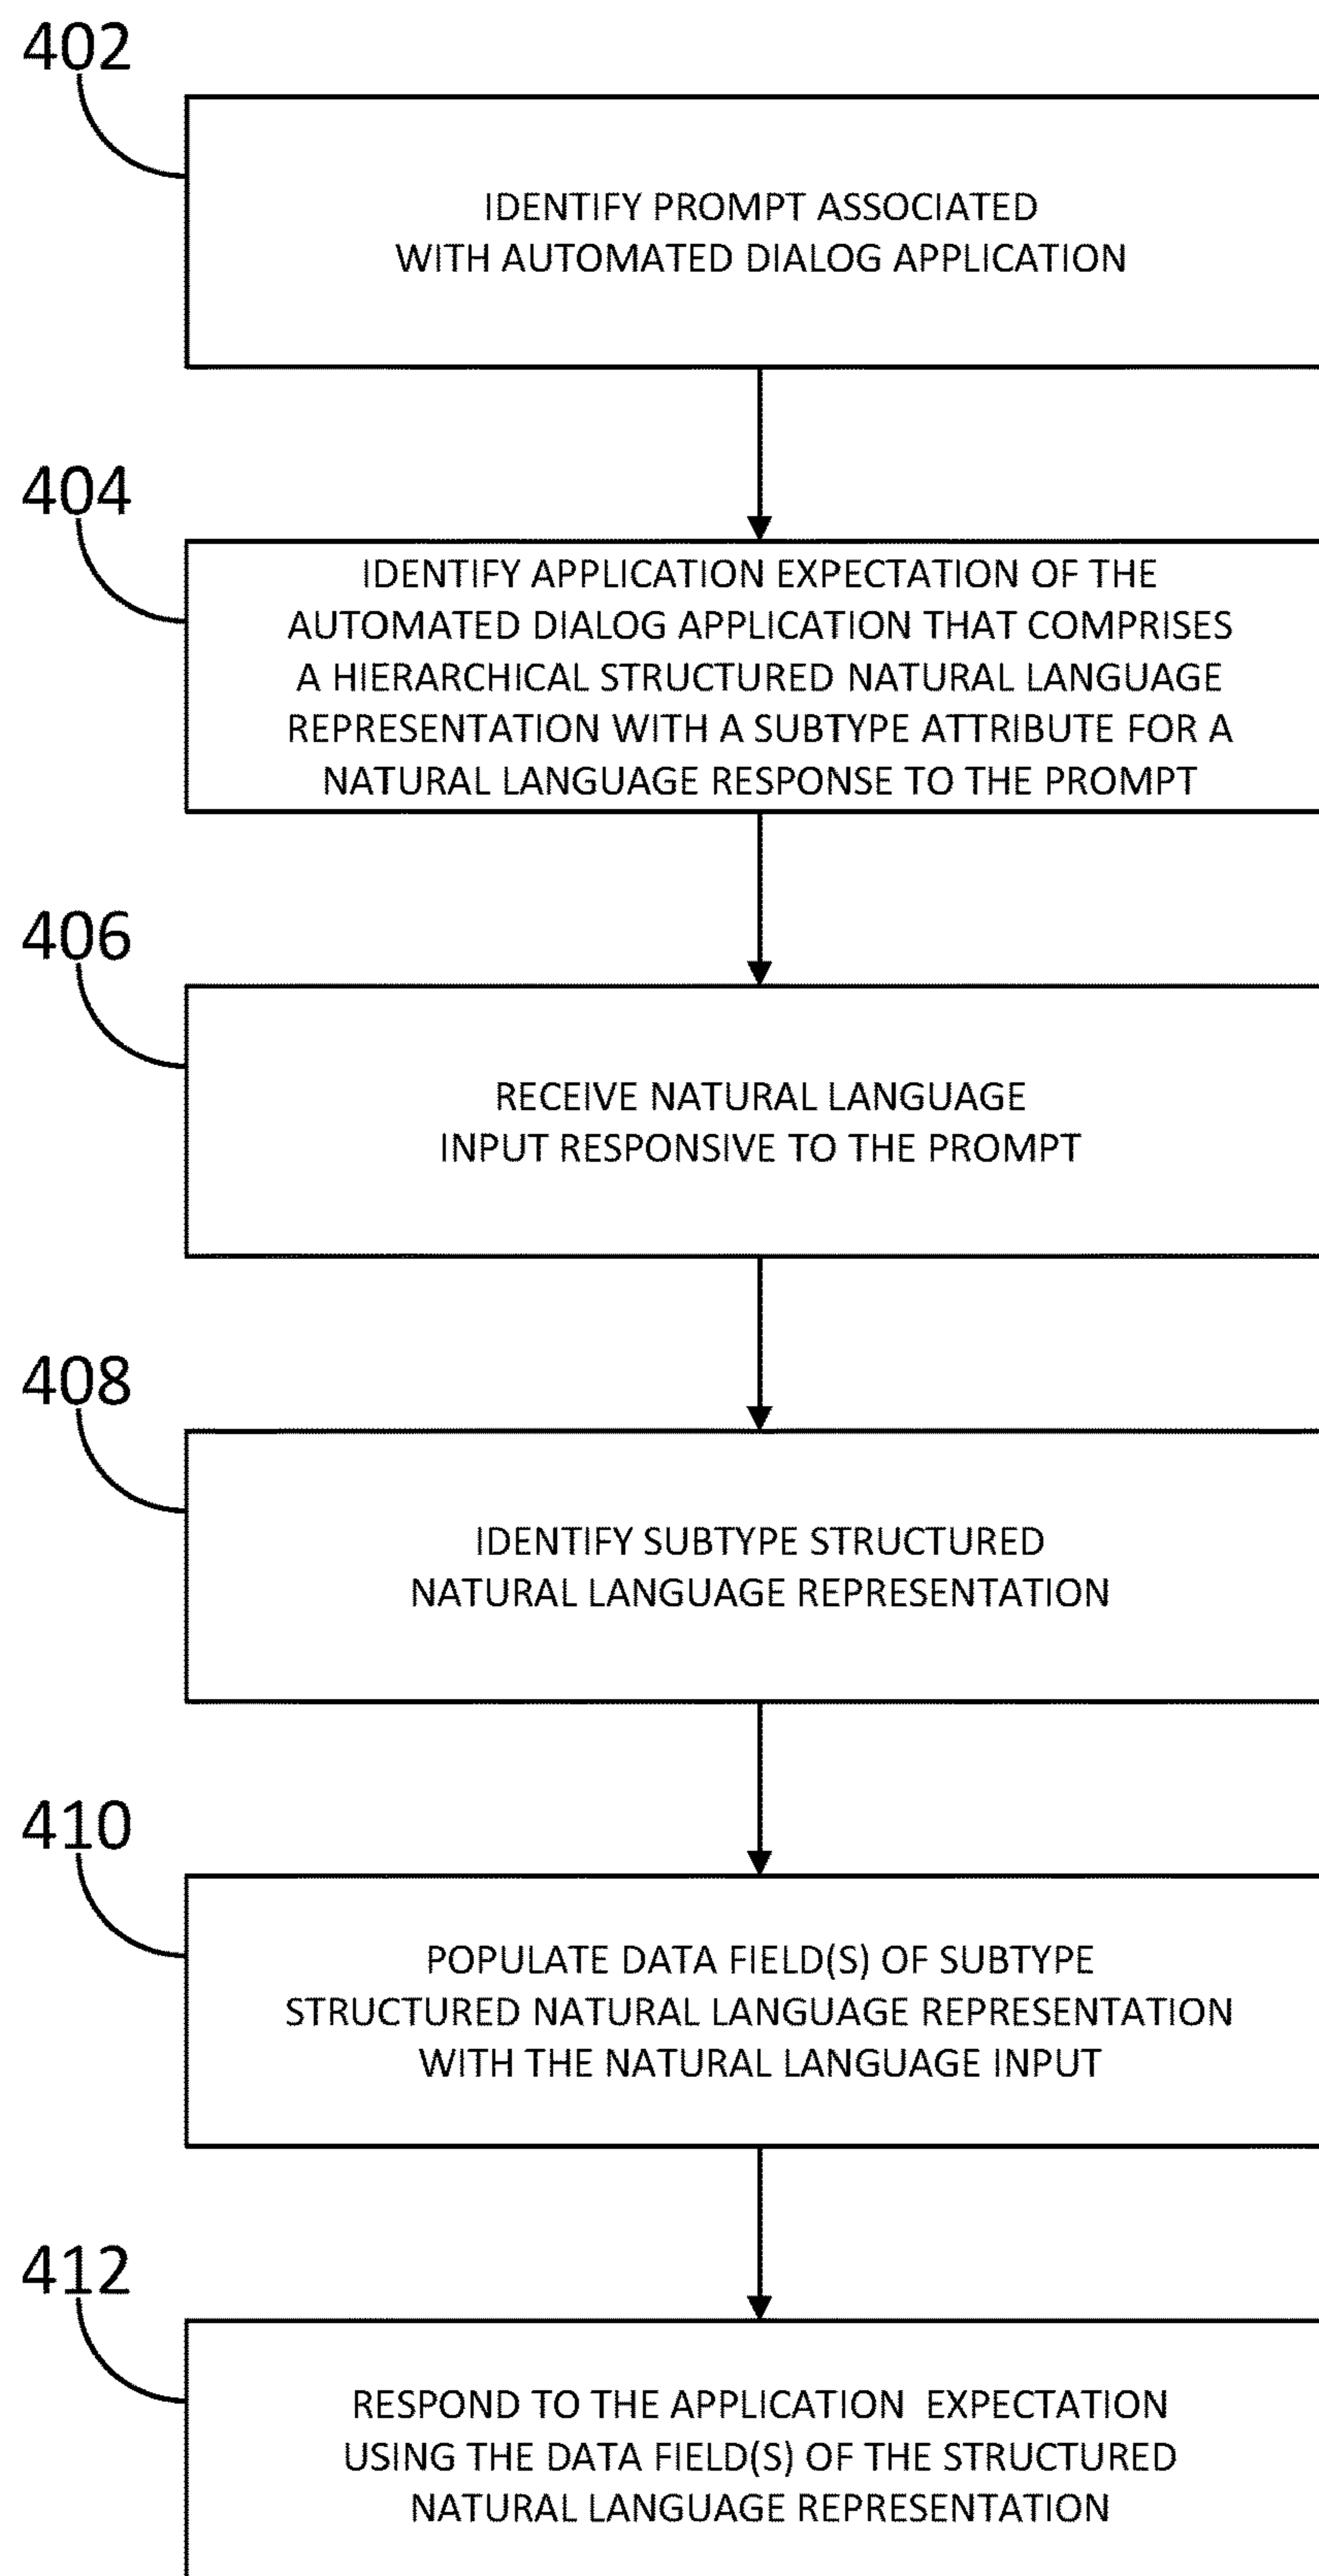 402
IDENTIFY PROMPT ASSOCIATED
WITH AUTOMATED DIALOG APPLICATION
404
IDENTIFY APPLICATION EXPECTATION OF THE
AUTOMATED DIALOG APPLICATION THAT COMPRISES
A HIERARCHICAL STRUCTURED NATURAL LANGUAGE
REPRESENTATION WITH A SUBTYPE ATTRIBUTE FOR A
NATURAL LANGUAGE RESPONSE TO THE PROMPT
406
RECEIVE NATURAL LANGUAGE
INPUT RESPONSIVE TO THE PROMPT
408
IDENTIFY SUBTYPE STRUCTURED
NATURAL LANGUAGE REPRESENTATION
410
POPULATE DATA FIELD(S) OF SUBTYPE
STRUCTURED NATURAL LANGUAGE REPRESENTATION
WITH THE NATURAL LANGUAGE INPUT
412
RESPOND TO THE APPLICATION EXPECTATION
USING THE DATA FIELD(S) OF THE STRUCTURED
NATURAL LANGUAGE REPRESENTATION